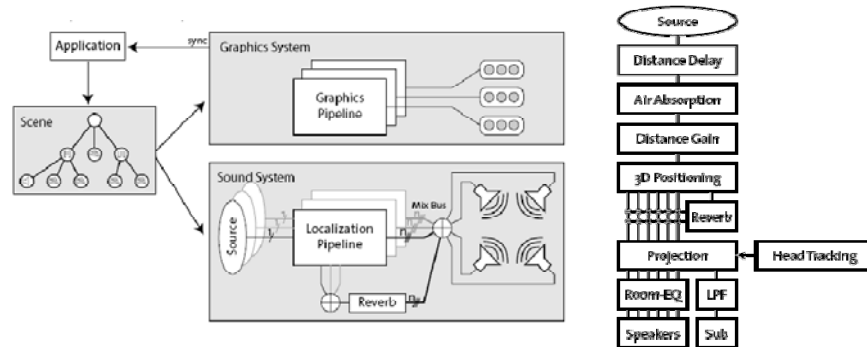 Application
sync
Graphics System
Graphics
Pipeline
Scene
Sound System
Source
1
Localization
Pipeline
n
Mix Bus
Reverb
n
Source
Distance Delay
Air Absorption
Distance Gain
3D Positioning
Reverb
Projection
Head Tracking
Room-EQ
LPF
Speakers
Sub